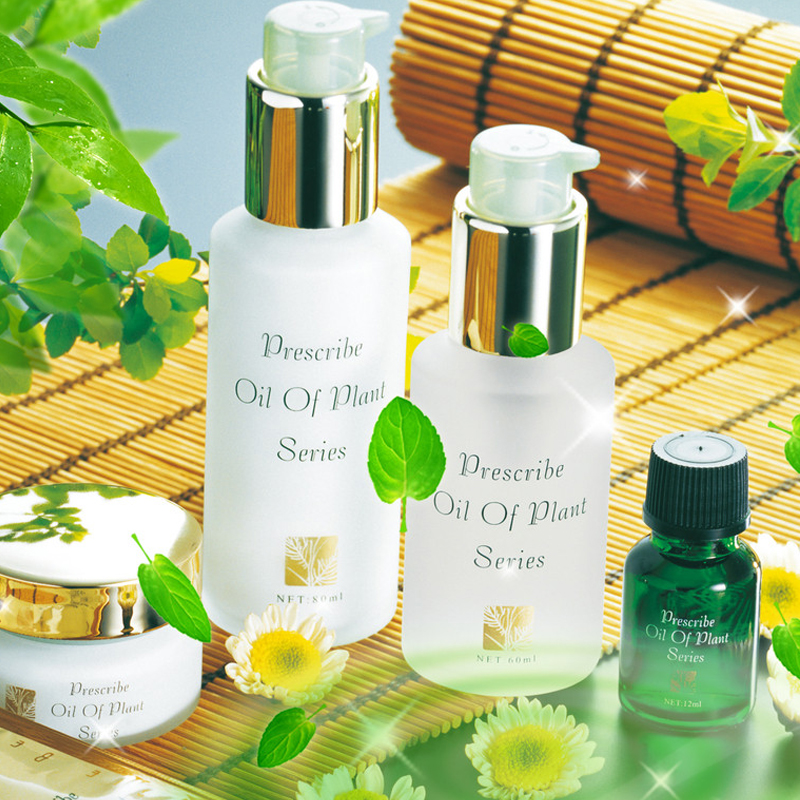 Prescribe
Oil Of Plant
Series
NET:80ml
Prescribe
Oil Of Plant
Series
NET 60ml
Prescribe
Oil Of Plant
Series
NET:12ml
Prescribe
Oil Of Plant
Series